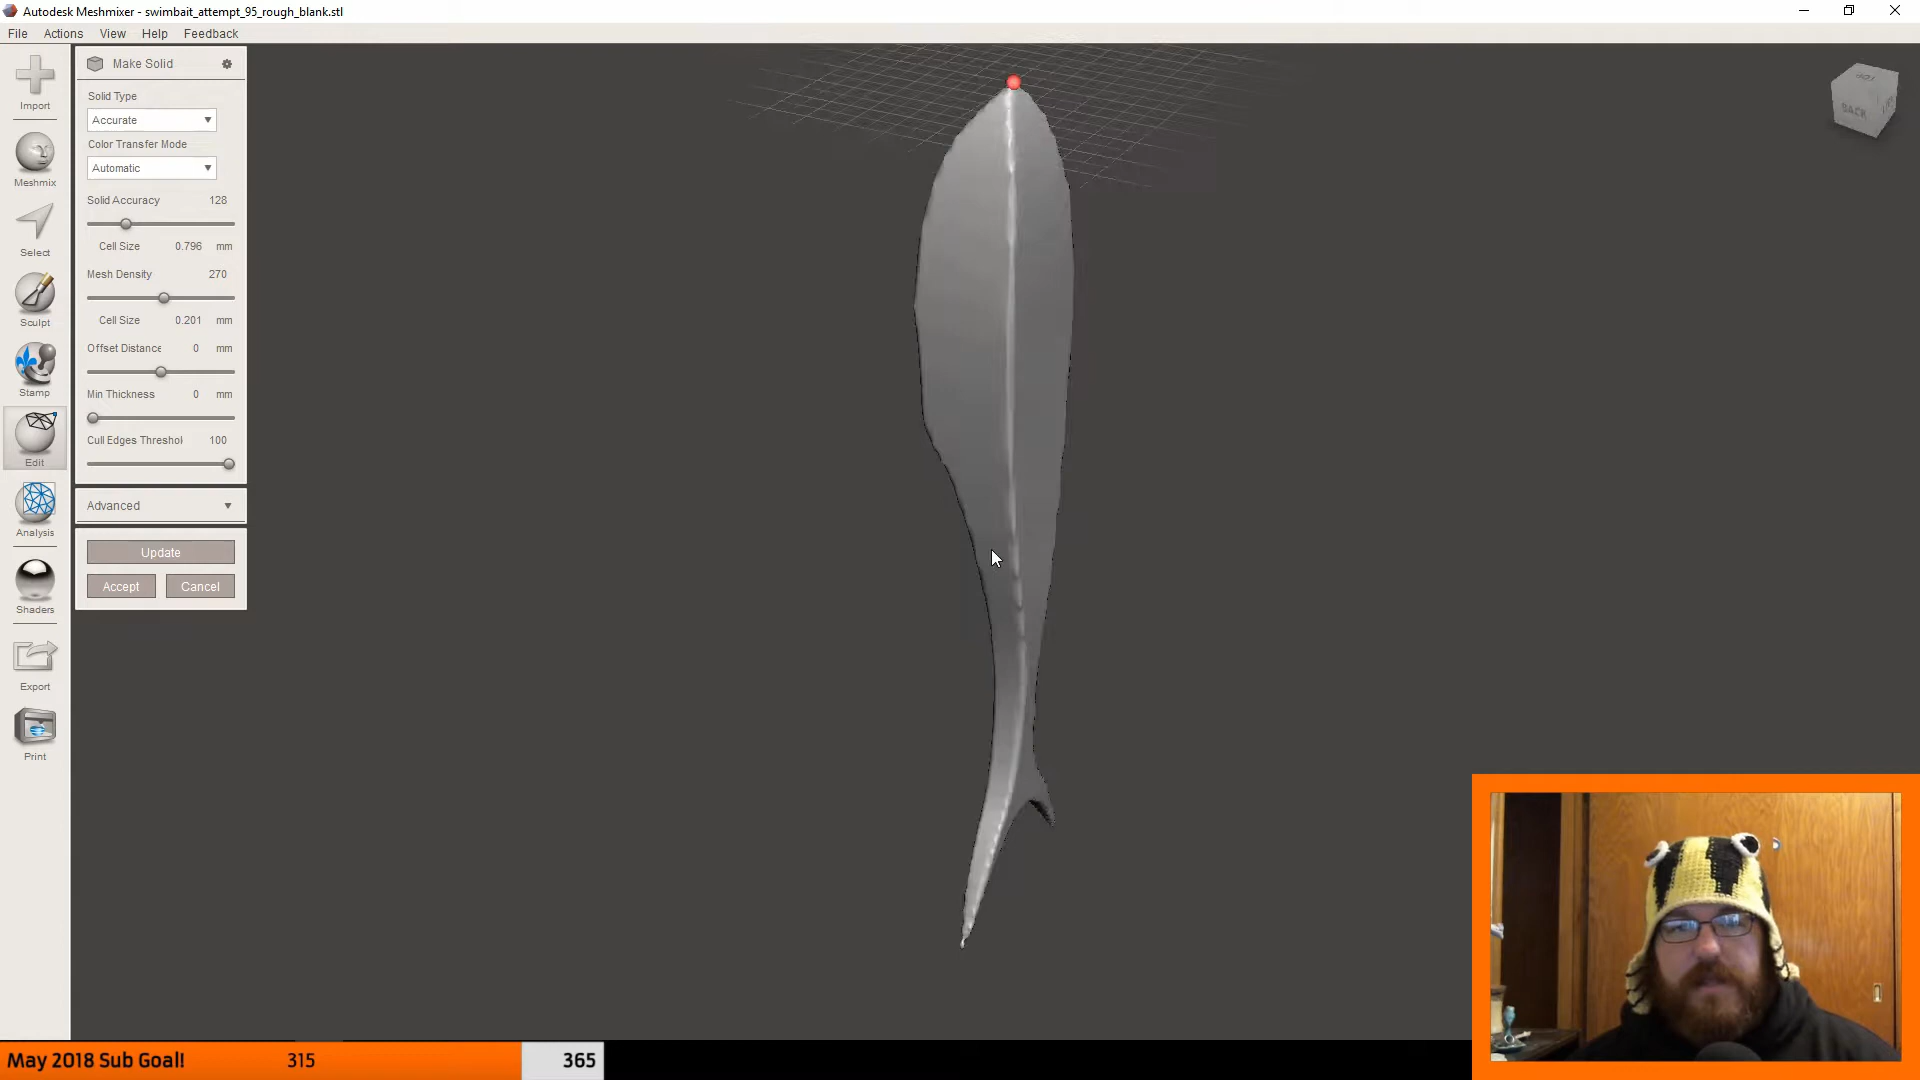 Autodesk Meshmixer - swimbait_attempt_95_rough_blank.stl
File Actions View Help Feedback
Import
Meshmix
Select
Sculpt
Stamp
Edit
Analysis
Shaders
Export
Print
Make Solid
Solid Type
Accurate
Color Transfer Mode
Automatic
Solid Accuracy 128
Cell Size 0.796 mm
Mesh Density 270
Cell Size 0.201 mm
Offset Distanc
0 mm
Min Thickness 0 mm
Cull Edges Threshol 100
Advanced
Update
Accept Cancel
BACK
May 2018 Sub Goal! 315 365